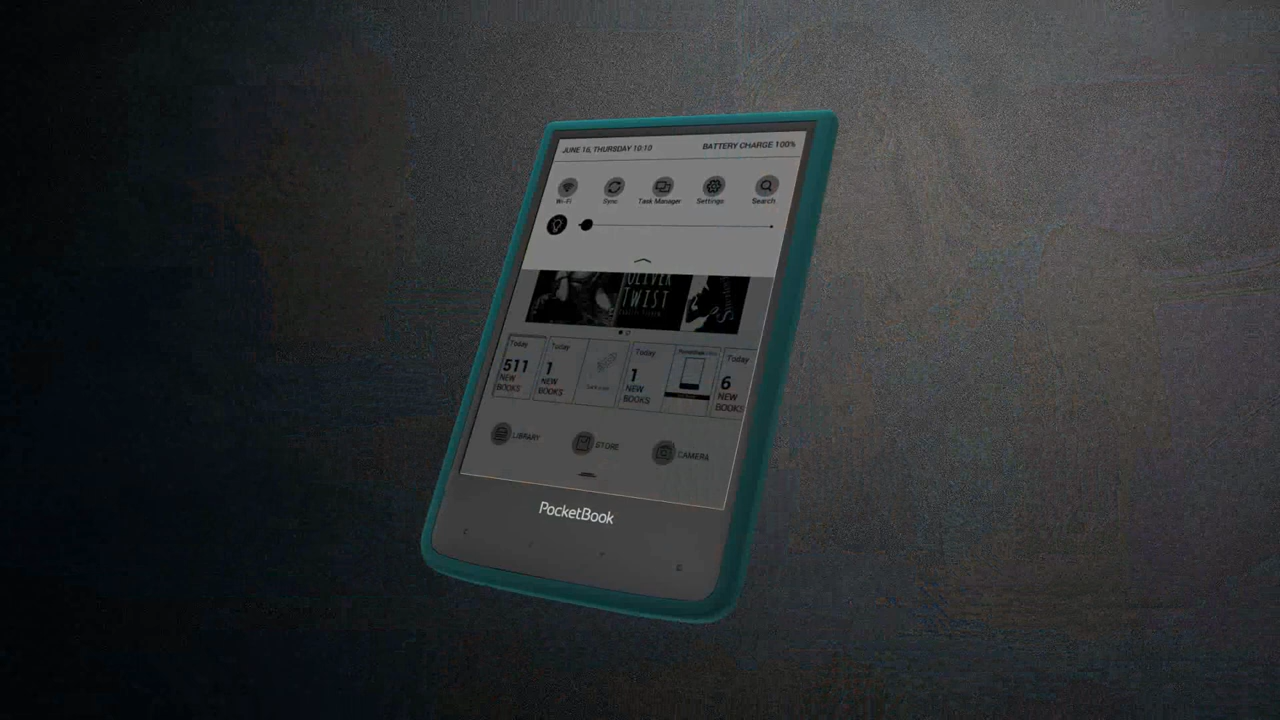 JUNE 16, THURSDAY 10:10 BATTERY CHARGE 100%
Wi-Fi Sync Task Manager Settings Search
OLIVER
TWIST
Today Today Today Today
511 1 1 6
NEW NEW NEW NEW
BOOKS BOOKS BOOKS BOOKS
LIBRARY STORE CAMERA
PocketBook